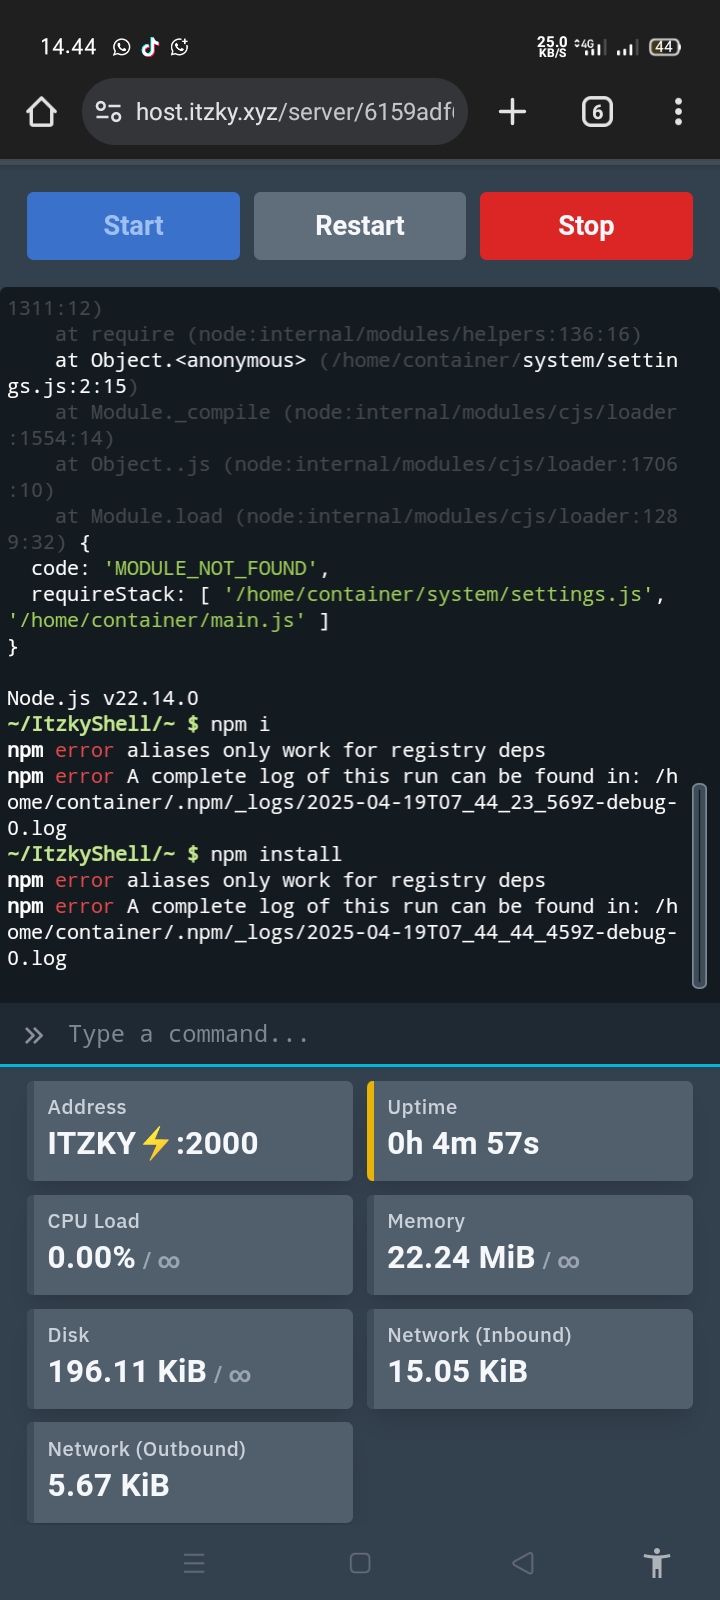 14.44
25.0 KB/S 4G 44
host.itzky.xyz/server/6159adf
6
Start Restart Stop
1311:12)
at require (node:internal/modules/helpers:136:16)
at Object.<anonymous> (/home/container/system/settin
gs.js:2:15)
at Module._compile (node:internal/modules/cjs/loader
:1554:14)
at Object..js (node:internal/modules/cjs/loader:1706
:10)
at Module.load (node:internal/modules/cjs/loader:128
9:32) {
code: 'MODULE_NOT_FOUND',
requireStack: [ '/home/container/system/settings.js',
'/home/container/main.js' ]
}
Node.js v22.14.0
~/ItzkyShell/~ $ npm i
npm error aliases only work for registry deps
npm error A complete log of this run can be found in: /h
ome/container/.npm/_logs/2025-04-19T07_44_23_569Z-debug-
0.log
~/ItzkyShell/~ $ npm install
npm error aliases only work for registry deps
npm error A complete log of this run can be found in: /h
ome/container/.npm/_logs/2025-04-19T07_44_44_459Z-debug-
0.log
» Type a command...
Address
ITZKY⚡:2000
Uptime
0h 4m 57s
CPU Load
0.00% / ∞
Memory
22.24 MiB / ∞
Disk
196.11 KiB / ∞
Network (Inbound)
15.05 KiB
Network (Outbound)
5.67 KiB